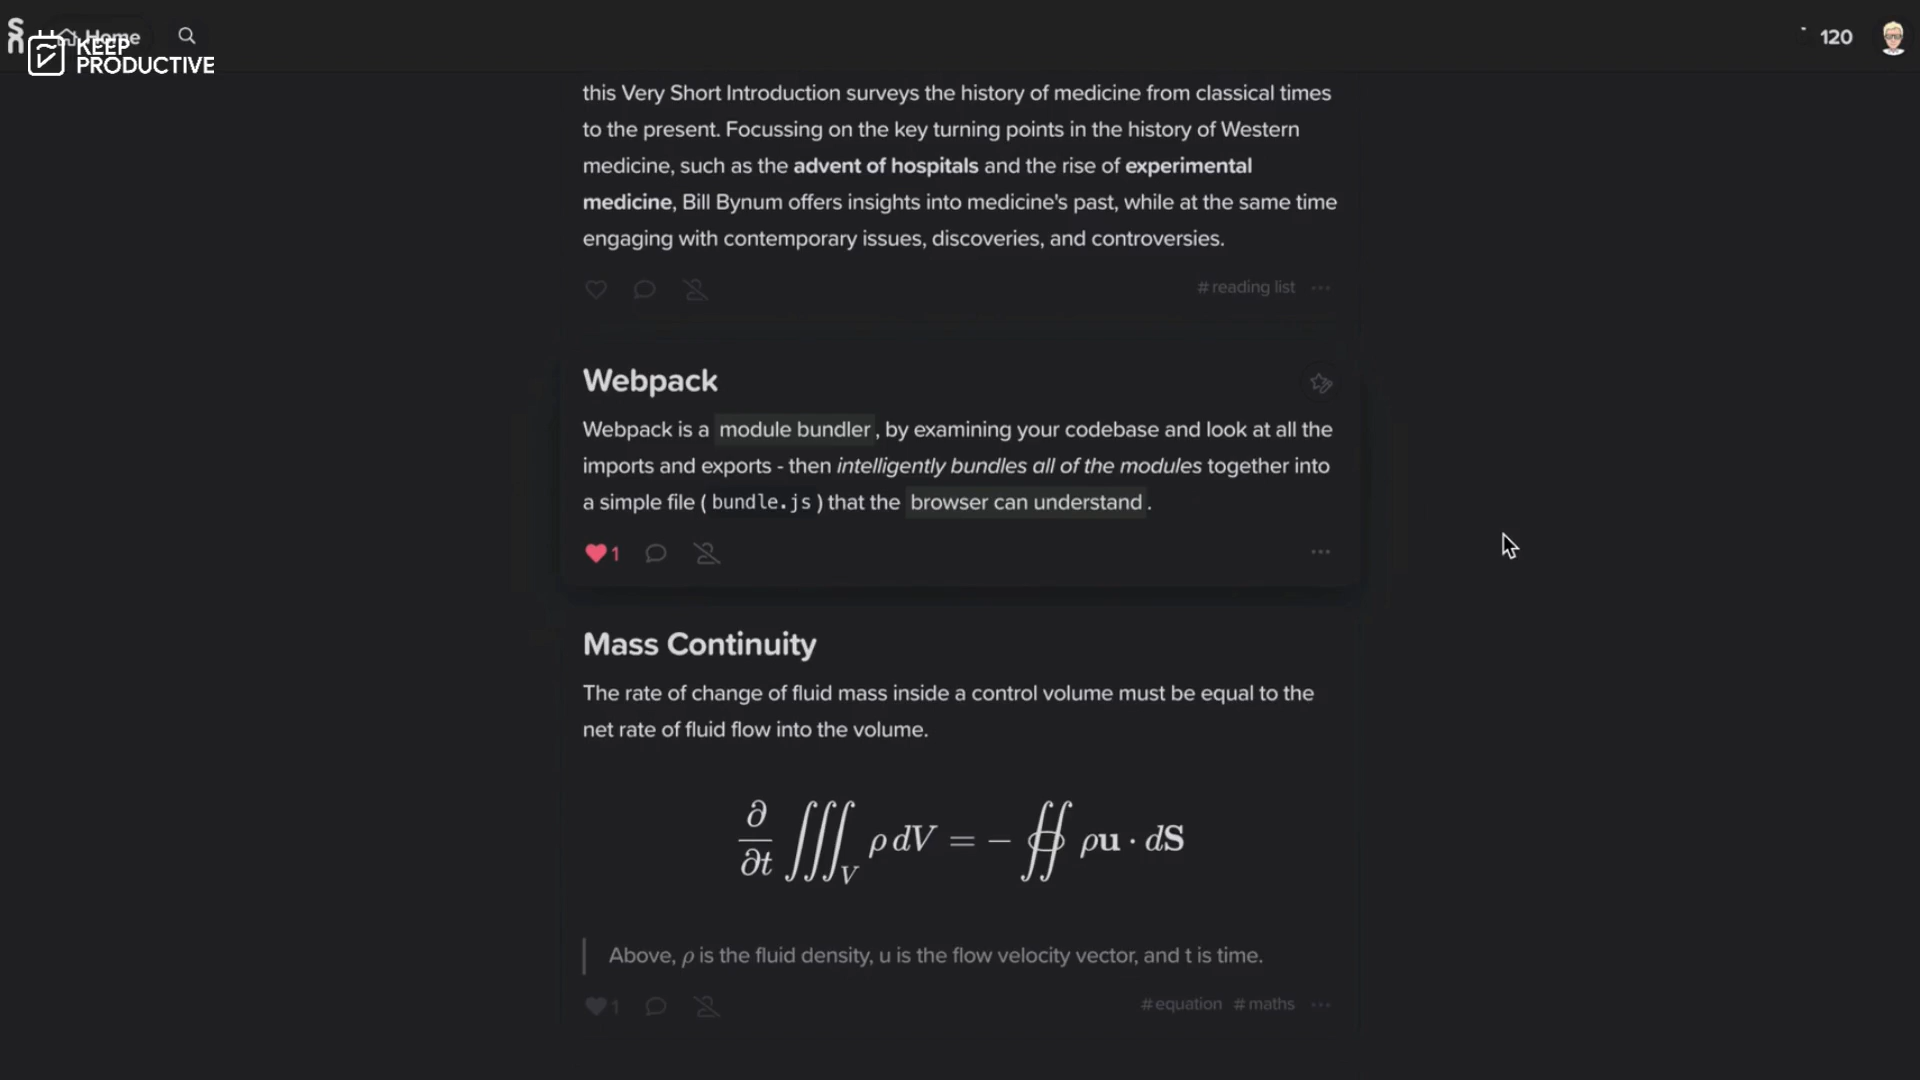 Home
KEEP
PRODUCTIVE
120
this Very Short Introduction surveys the history of medicine from classical times
to the present. Focussing on the key turning points in the history of Western
medicine, such as the advent of hospitals and the rise of experimental
medicine, Bill Bynum offers insights into medicine's past, while at the same time
engaging with contemporary issues, discoveries, and controversies.
#reading list
Webpack
Webpack is a module bundler, by examining your codebase and look at all the
imports and exports - then intelligently bundles all of the modules together into
a simple file (bundle.js) that the browser can understand.
1
Mass Continuity
The rate of change of fluid mass inside a control volume must be equal to the
net rate of fluid flow into the volume.
∂/∂t ∭_V ρ dV = − ∯ ρu · dS
Above, ρ is the fluid density, u is the flow velocity vector, and t is time.
1
#equation #maths